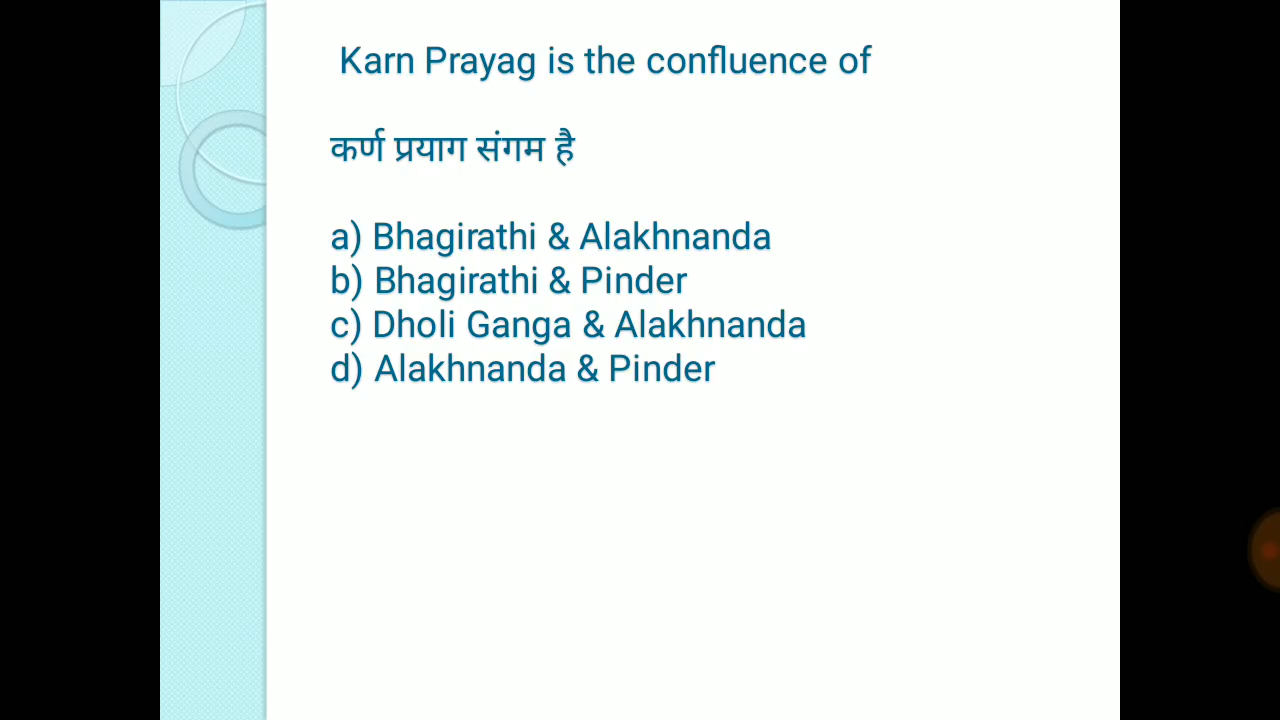 Karn Prayag is the confluence of
कर्ण प्रयाग संगम है
a) Bhagirathi & Alakhnanda
b) Bhagirathi & Pinder
c) Dholi Ganga & Alakhnanda
d) Alakhnanda & Pinder